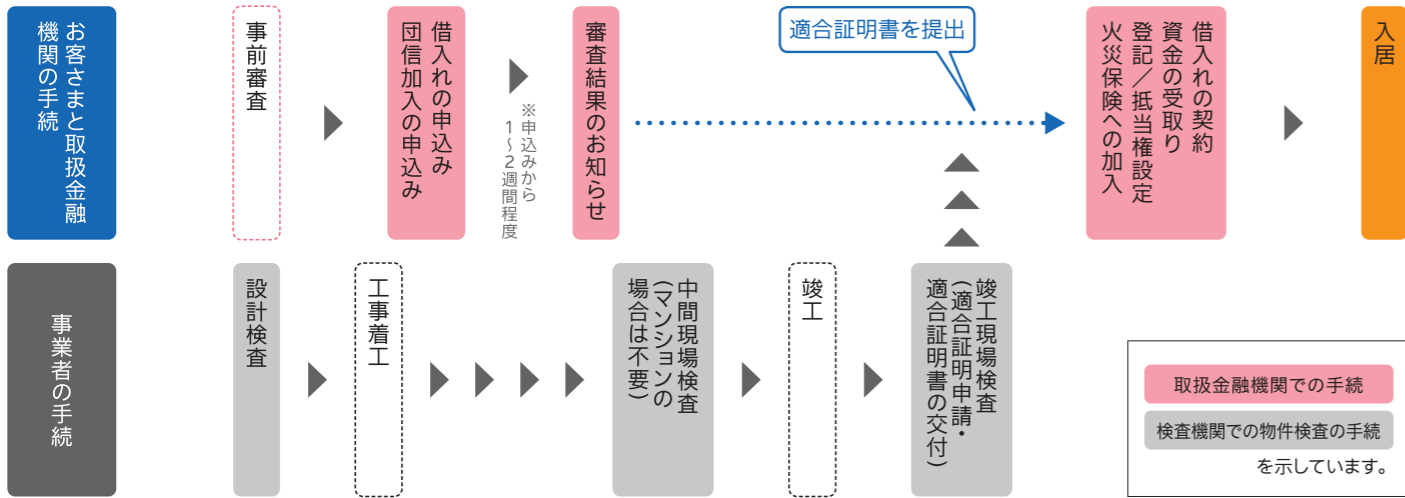 お客さまと取扱金融
機関の手続
事前審査
借入れの申込み
団信加入の申込み
※申込みから
1～2週間程度
審査結果のお知らせ
適合証明書を提出
借入れの契約
資金の受取り
登記／抵当権設定
火災保険への加入
入居
事業者の手続
設計検査
工事着工
中間現場検査
(マンションの
場合は不要)
竣工
竣工現場検査
(適合証明申請・
適合証明書の交付)
取扱金融機関での手続
検査機関での物件検査の手続
を示しています。